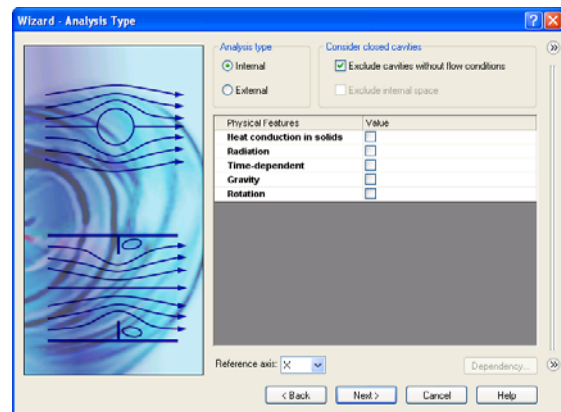 Wizard - Analysis Type
Analysis type
Internal
External
Consider closed cavities
Exclude cavities without flow conditions
Exclude internal space
Physical Features Value
Heat conduction in solids
Radiation
Time-dependent
Gravity
Rotation
Reference axis: X
Dependency...
< Back Next > Cancel Help